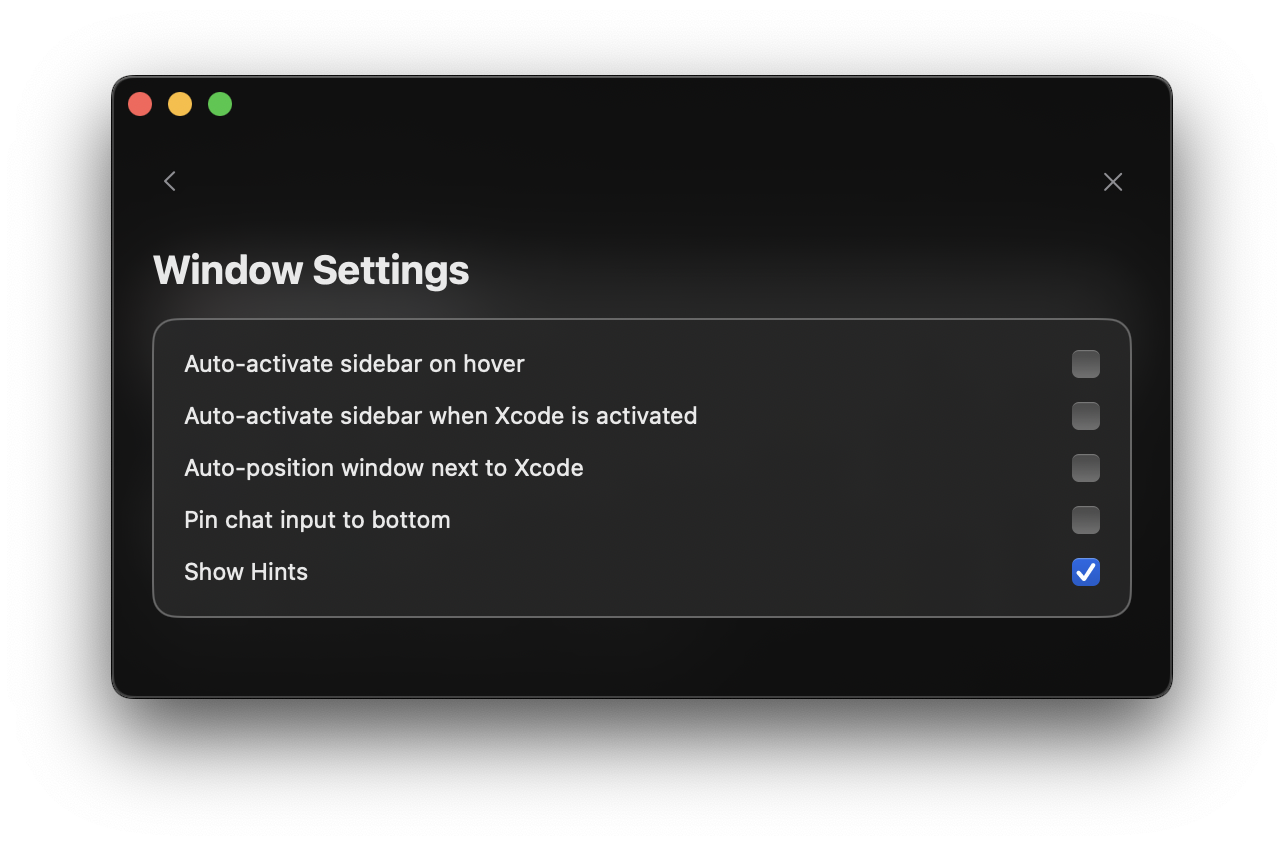 Window Settings
Auto-activate sidebar on hover
Auto-activate sidebar when Xcode is activated
Auto-position window next to Xcode
Pin chat input to bottom
Show Hints